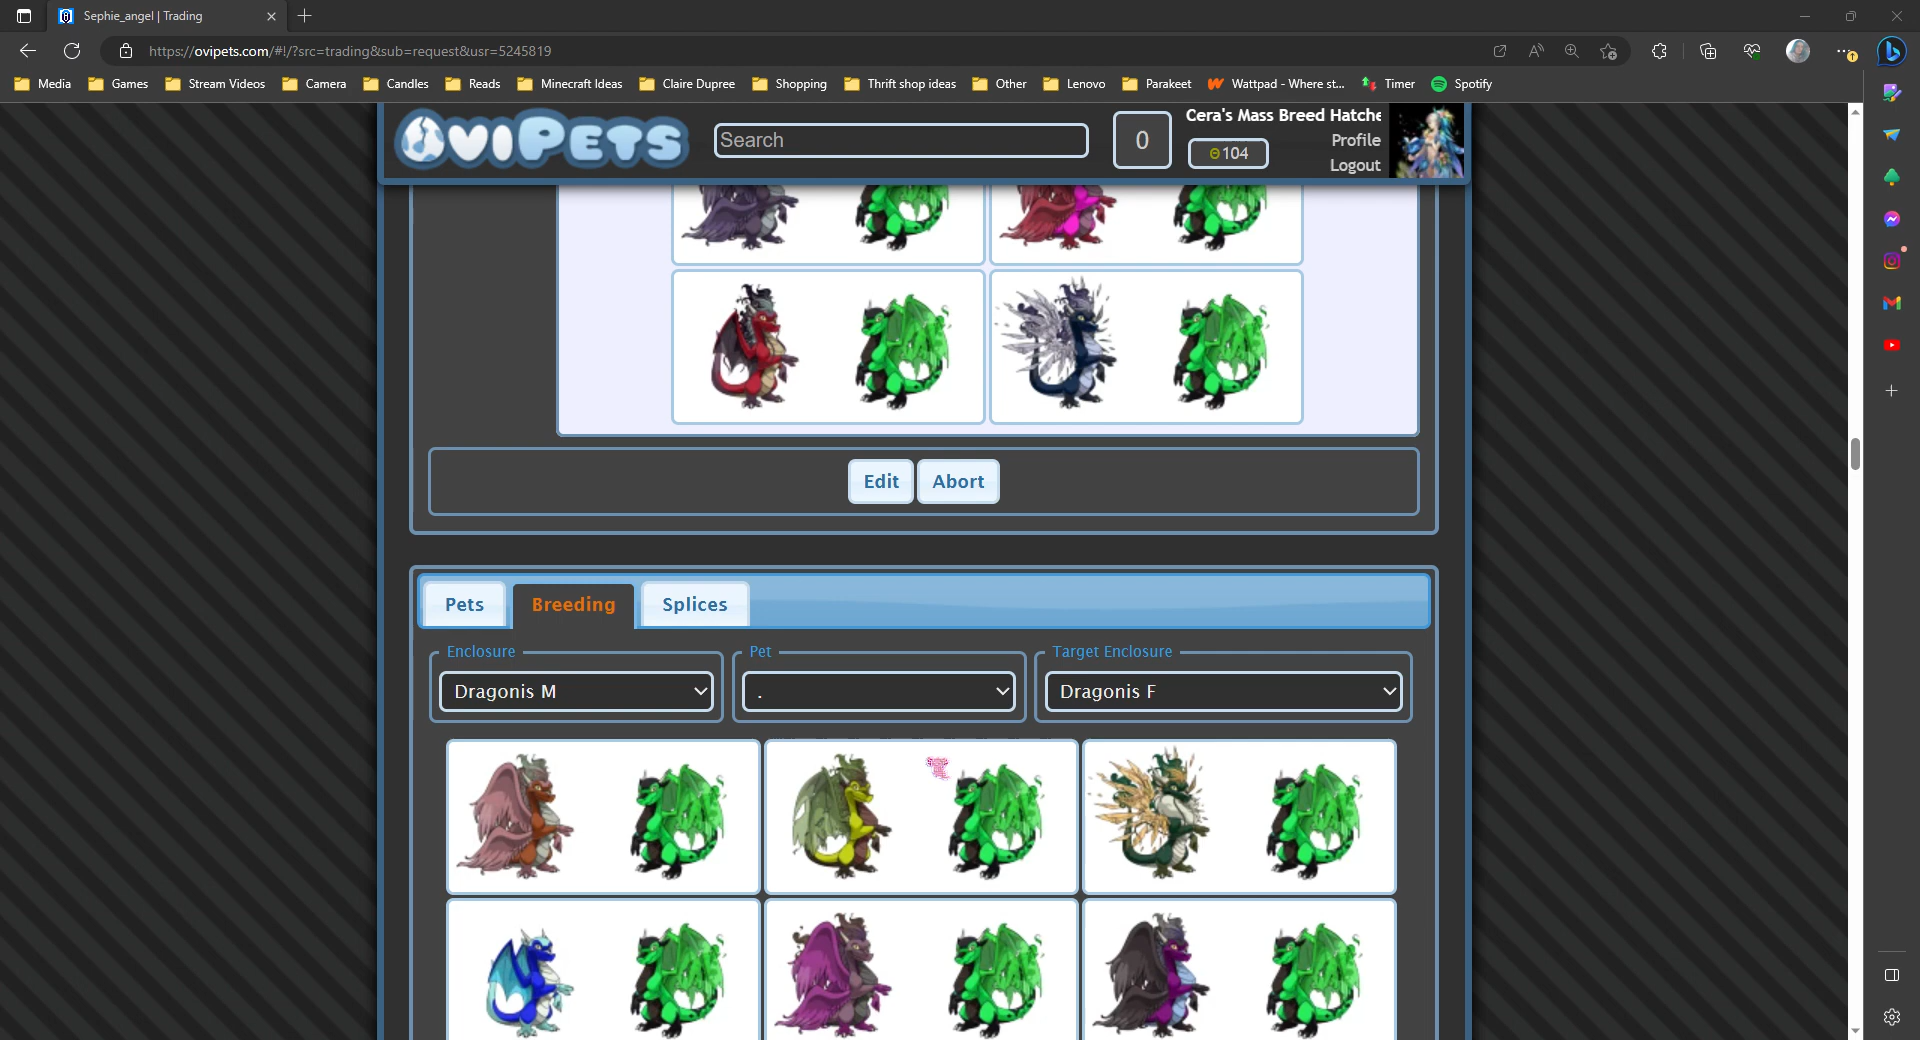 Sephie_angel | Trading
https://ovipets.com/#!/?src=trading&sub=request&usr=5245819
Media
Games
Stream Videos
Camera
Candles
Reads
Minecraft Ideas
Claire Dupree
Shopping
Thrift shop ideas
Other
Lenovo
Parakeet
Wattpad - Where st...
Timer
Spotify
OviPets
Search
0
Cera's Mass Breed Hatche
104
Profile
Logout
Edit
Abort
Pets
Breeding
Splices
Enclosure
Pet
Target Enclosure
Dragonis M
.
Dragonis F